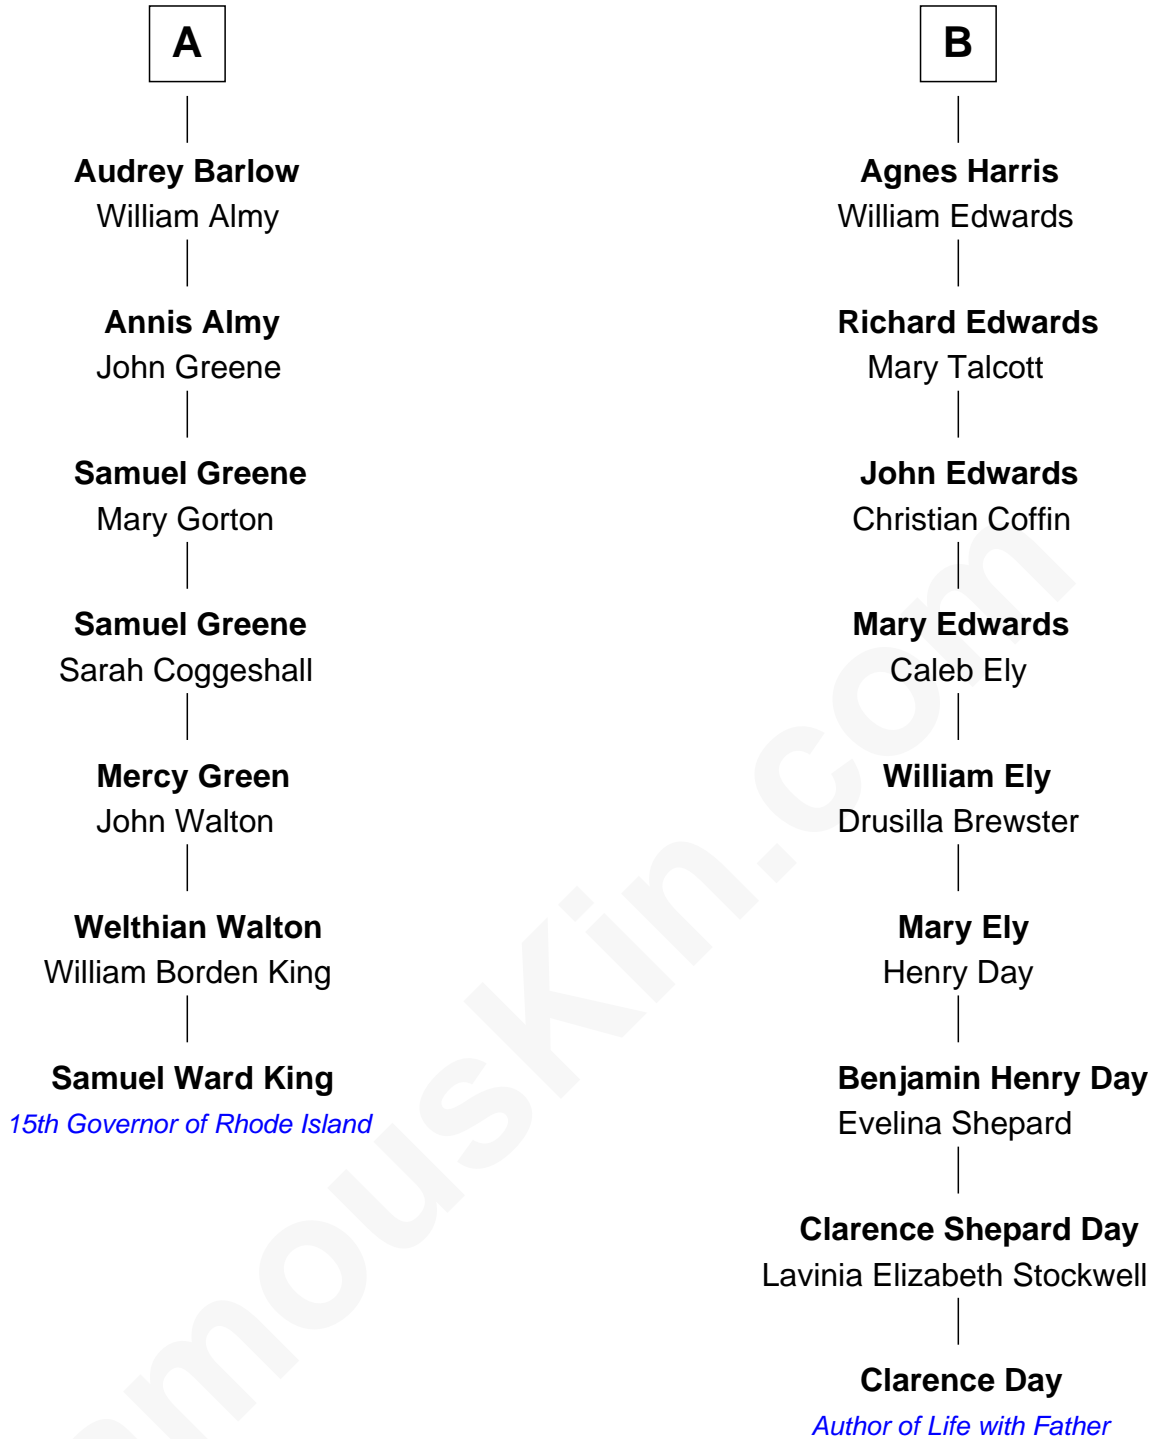 A
Audrey Barlow
William Almy
Annis Almy
John Greene
Samuel Greene
Mary Gorton
Samuel Greene
Sarah Coggeshall
Mercy Green
John Walton
Welthian Walton
William Borden King
Samuel Ward King
15th Governor of Rhode Island
B
Agnes Harris
William Edwards
Richard Edwards
Mary Talcott
John Edwards
Christian Coffin
Mary Edwards
Caleb Ely
William Ely
Drusilla Brewster
Mary Ely
Henry Day
Benjamin Henry Day
Evelina Shepard
Clarence Shepard Day
Lavinia Elizabeth Stockwell
Clarence Day
Author of Life with Father
amouskin.com